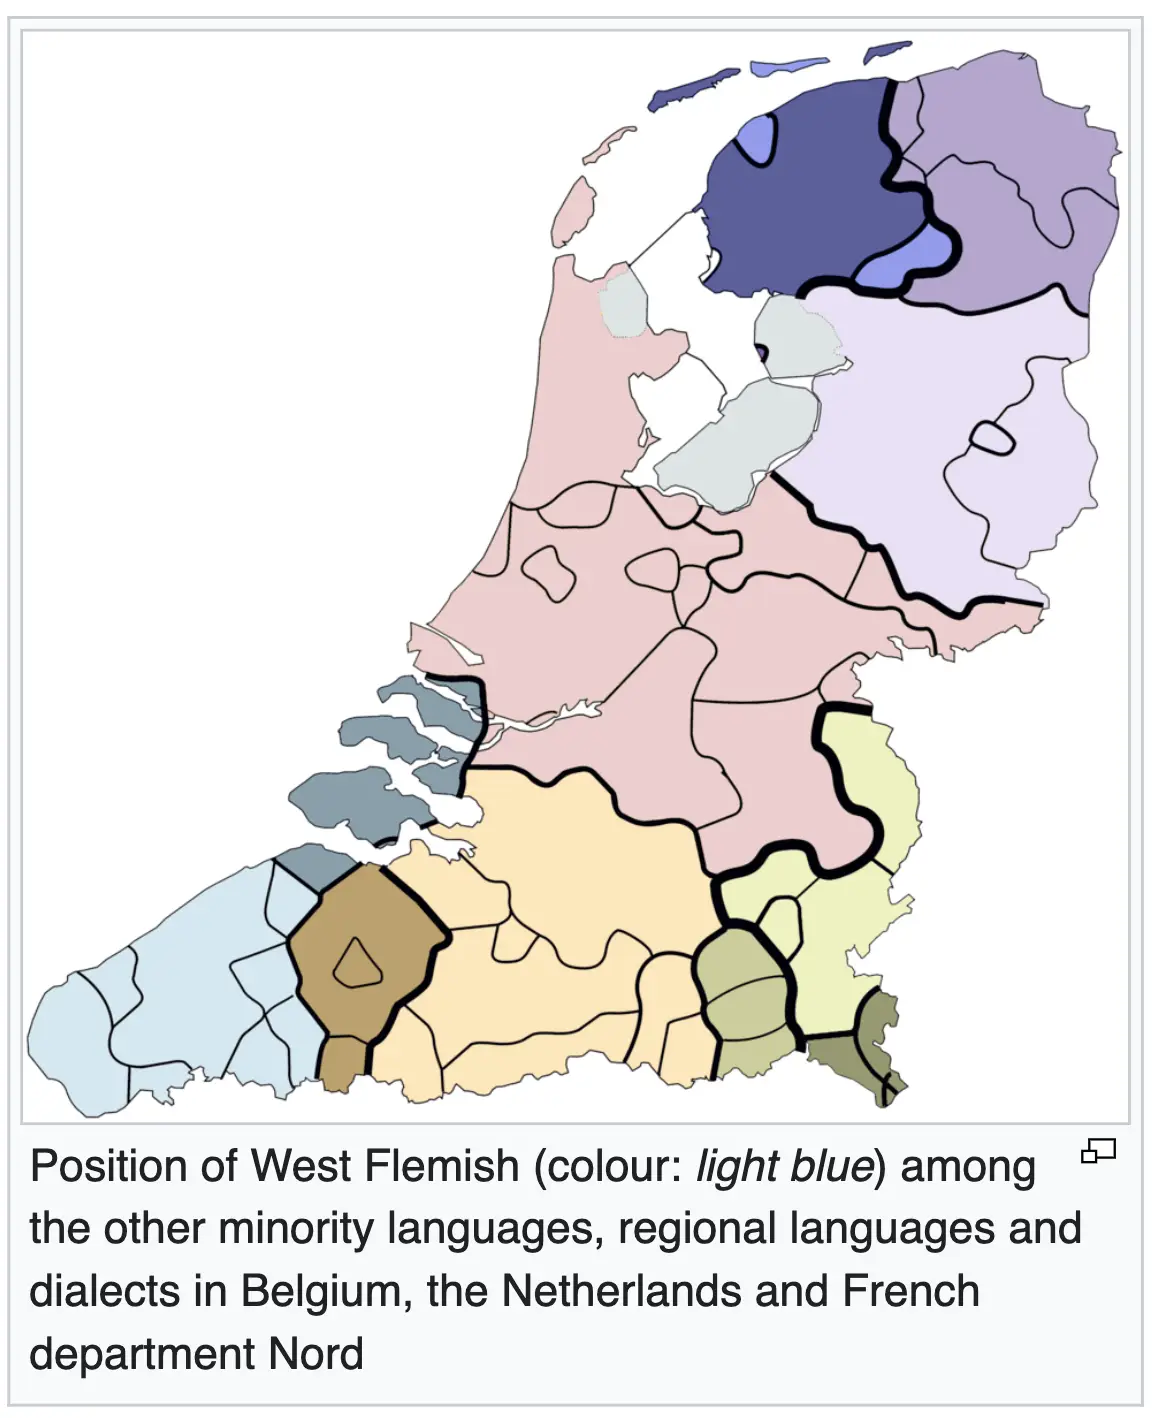 Position of West Flemish (colour: light blue) among
the other minority languages, regional languages and
dialects in Belgium, the Netherlands and French
department Nord